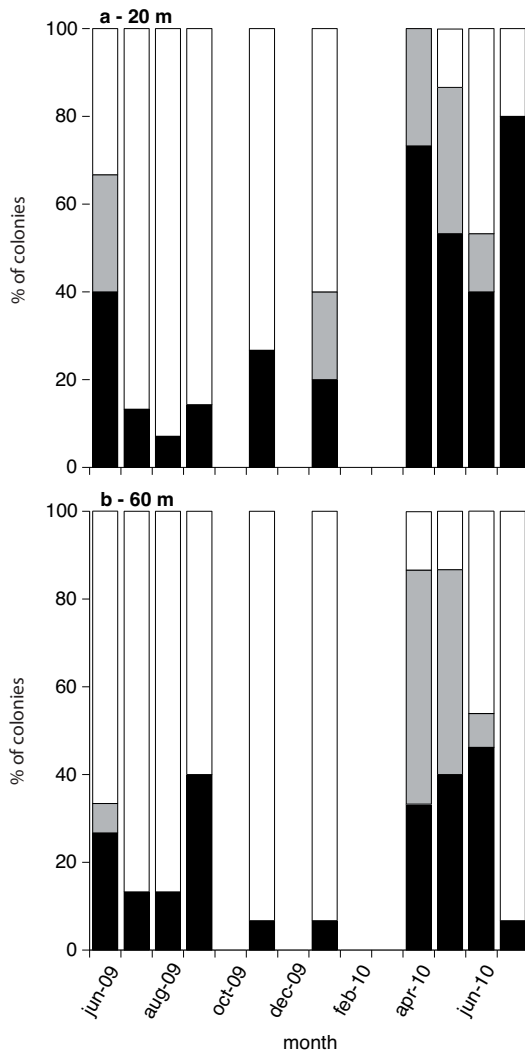 a - 20 m
100
80
60
40
20
0
% of colonies
b - 60 m
100
80
60
40
20
0
% of colonies
jun-09
aug-09
oct-09
dec-09
feb-10
apr-10
jun-10
month